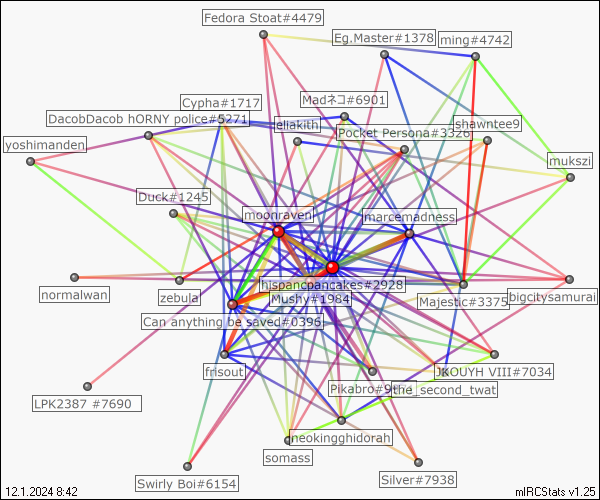 Fedora Stoat#4479
Eg.Master#1378
ming#4742
Cypha#1717
Madネコ#6901
DacobDacob hORNY police#5271
eliakith
Pocket Persona#3326
shawntee9
yoshimanden
mukszi
Duck#1245
moonraven
marcemadness
hispancpancakes#2928
normalwan
zebula
Mushy#1984
Majestic#3375
bigcitysamurai
Can anything be saved#0396
frisout
JKOUYH VIII#7034
Pikabro#9
the_second_twat
LPK2387 #7690
neokingghidorah
somass
Swirly Boi#6154
Silver#7938
12.1.2024 8:42
mIRCStats v1.25